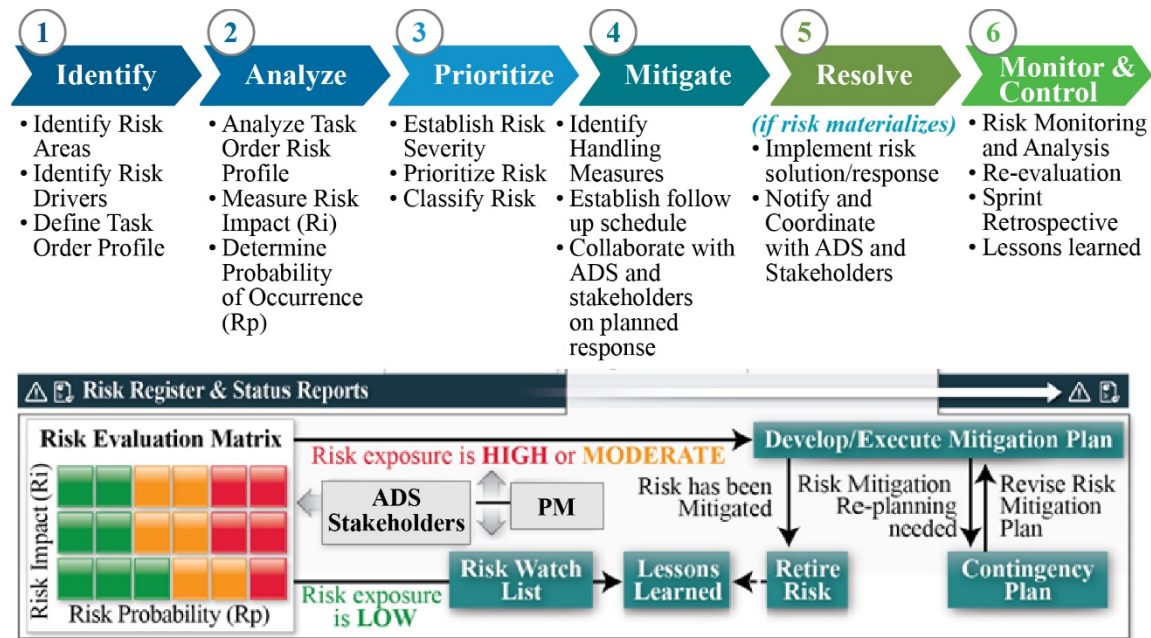 1
Identify
• Identify Risk
Areas
• Identify Risk
Drivers
• Define Task
Order Profile
2
Analyze
• Analyze Task
Order Risk
Profile
• Measure Risk
Impact (Ri)
• Determine
Probability
of Occurrence
(Rp)
3
Prioritize
• Establish Risk
Severity
• Prioritize Risk
• Classify Risk
4
Mitigate
• Identify
Handling
Measures
• Establish follow
up schedule
• Collaborate with
ADS and
stakeholders
on planned
response
5
Resolve
(if risk materializes)
• Implement risk
solution/response
• Notify and
Coordinate
with ADS and
Stakeholders
6
Monitor &
Control
• Risk Monitoring
and Analysis
• Re-evaluation
• Sprint
Retrospective
• Lessons learned
Risk Register & Status Reports
Risk Evaluation Matrix
Risk Impact (Ri)
Risk Probability (Rp)
Risk exposure is HIGH or MODERATE
ADS
Stakeholders
PM
Risk exposure
is LOW
Risk Watch
List
Lessons
Learned
Retire
Risk
Develop/Execute Mitigation Plan
Risk has been
Mitigated
Risk Mitigation
Re-planning
needed
Revise Risk
Mitigation
Plan
Contingency
Plan